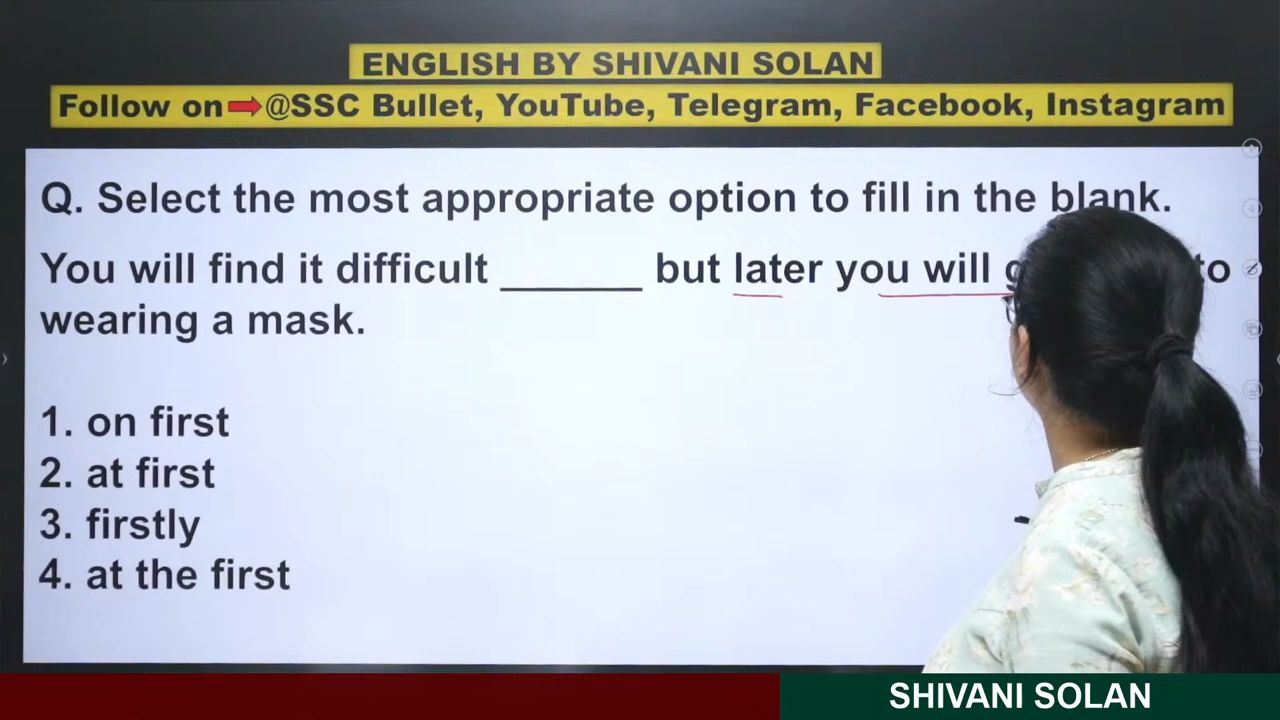 ENGLISH BY SHIVANI SOLAN
Follow on @SSC Bullet, YouTube, Telegram, Facebook, Instagram
Q. Select the most appropriate option to fill in the blank.
You will find it difficult ______ but later you will to
wearing a mask.
1. on first
2. at first
3. firstly
4. at the first
SHIVANI SOLAN